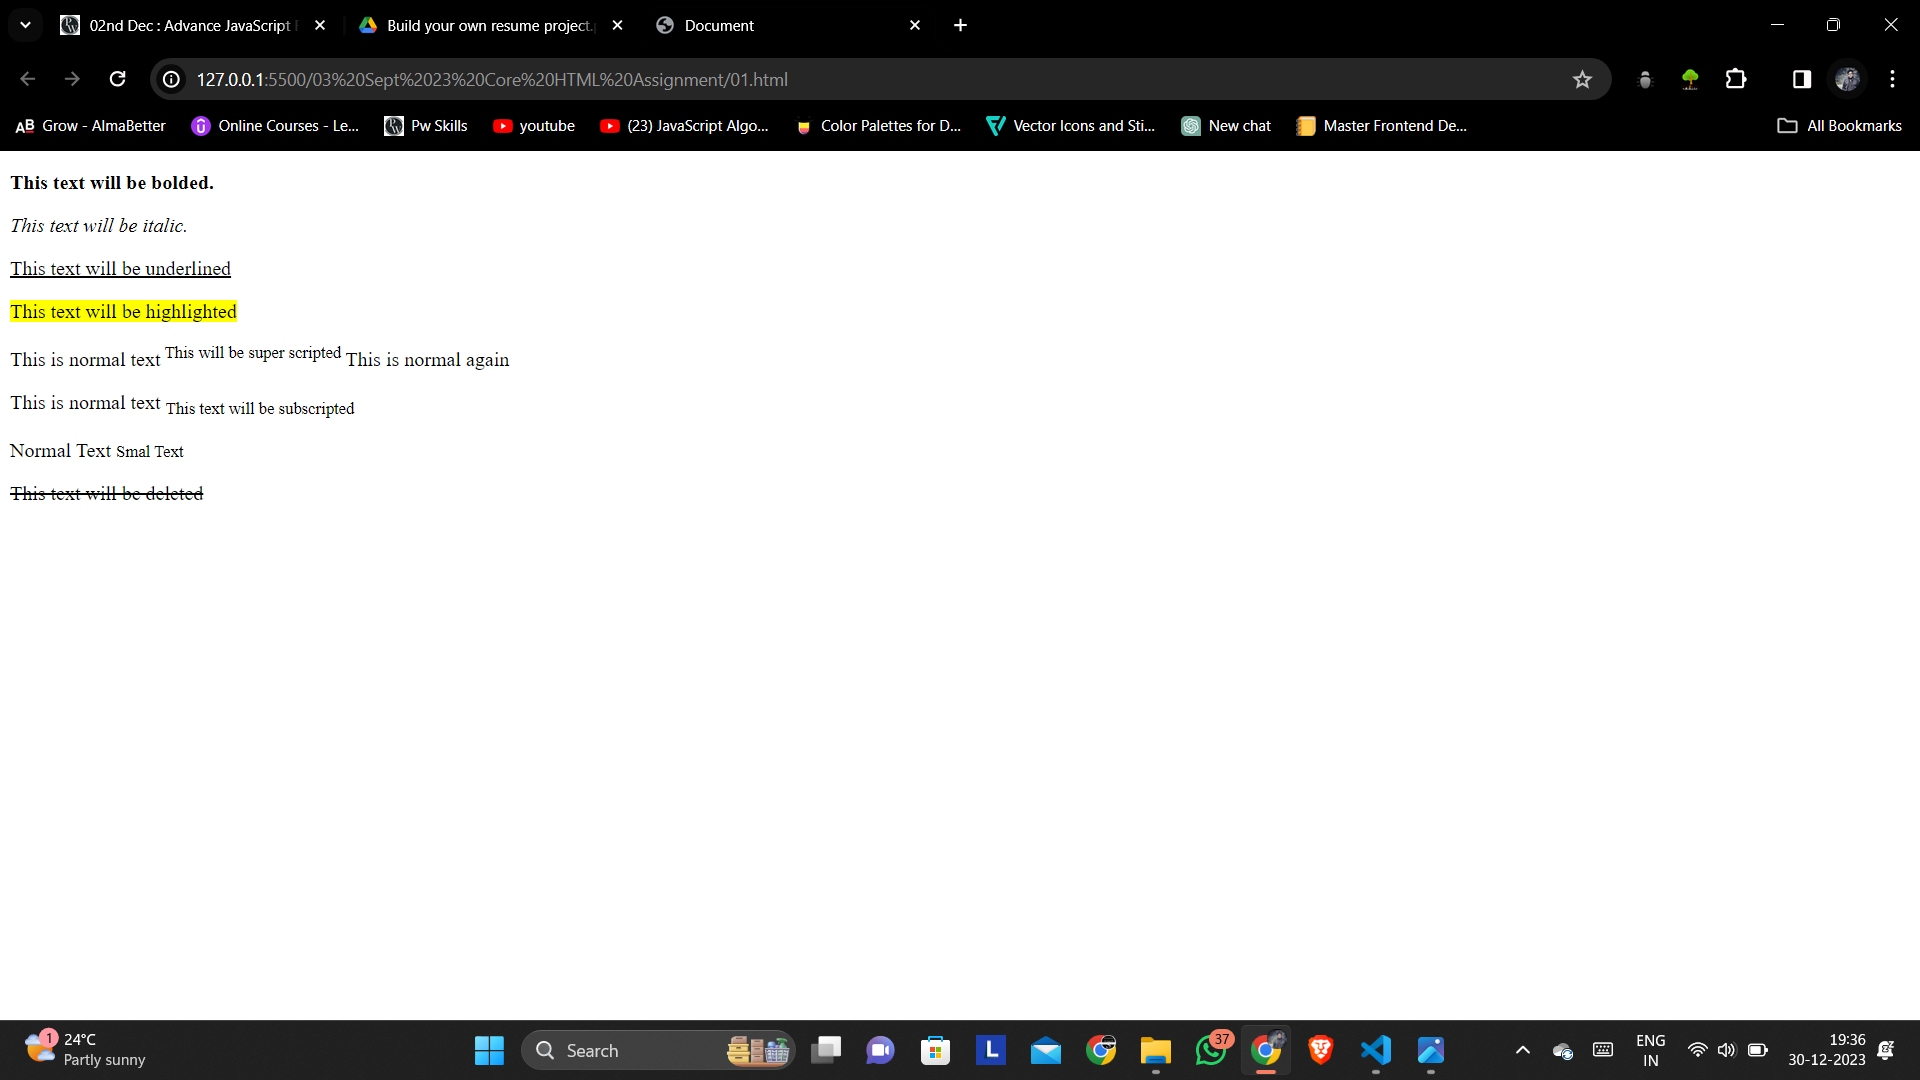 02nd Dec : Advance JavaScript
Build your own resume project.
Document
127.0.0.1:5500/03%20Sept%2023%20Core%20HTML%20Assignment/01.html
AB Grow - AlmaBetter
Online Courses - Le...
Pw Skills
youtube
(23) JavaScript Algo...
Color Palettes for D...
Vector Icons and Sti...
New chat
Master Frontend De...
All Bookmarks
This text will be bolded.
This text will be italic.
This text will be underlined
This text will be highlighted
This is normal text This will be super scripted This is normal again
This is normal text This text will be subscripted
Normal Text Smal Text
This text will be deleted
1
24°C
Partly sunny
Search
L
37
ENG
IN
19:36
30-12-2023